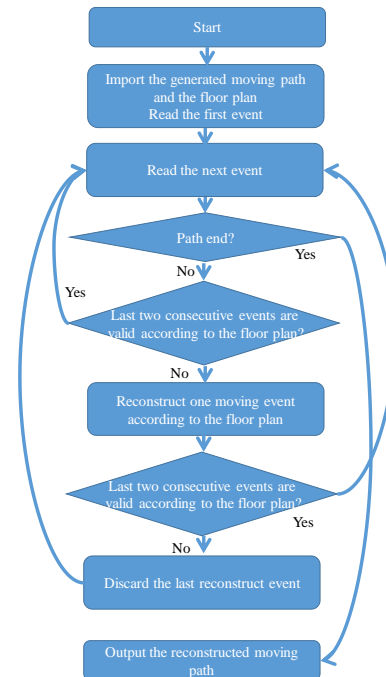 Start
Import the generated moving path
and the floor plan
Read the first event
Read the next event
Path end?
Yes
No
Yes
Last two consecutive events are
valid according to the floor plan?
No
Reconstruct one moving event
according to the floor plan
Last two consecutive events are
valid according to the floor plan?
Yes
No
Discard the last reconstruct event
Output the reconstructed moving
path